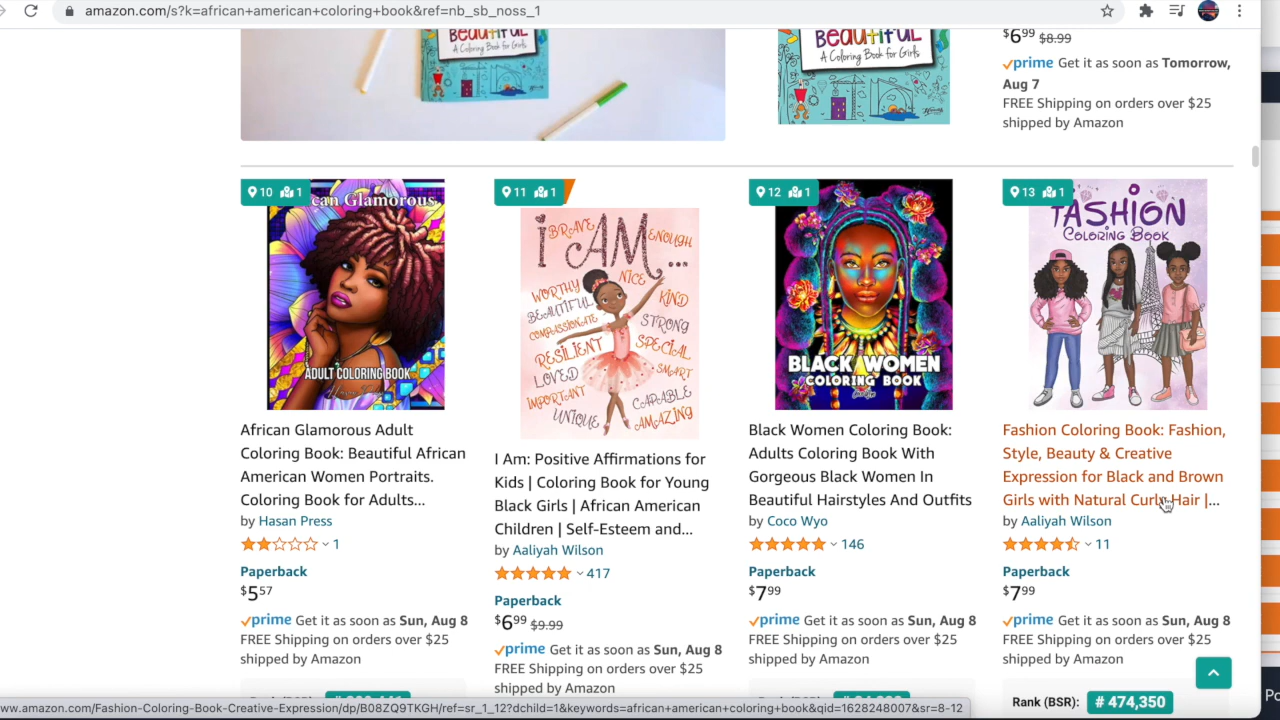 amazon.com/s?k=african+american+coloring+book&ref=nb_sb_noss_1
BEAUTIFUL
A Coloring Book for Girls
BEAUTIFUL
A Coloring Book for Girls
$6⁹⁹ $8.99
prime Get it as soon as Tomorrow,
Aug 7
FREE Shipping on orders over $25
shipped by Amazon
10 1
can Glamorous
ADULT COLORING BOOK
African Glamorous Adult
Coloring Book: Beautiful African
American Women Portraits.
Coloring Book for Adults...
by Hasan Press
1
Paperback
$5⁵⁷
prime Get it as soon as Sun, Aug 8
FREE Shipping on orders over $25
shipped by Amazon
11 1
I AM...
BRAVE
ENOUGH
NICE
WORTHY
KIND
BEAUTIFUL
COMPASSIONATE
STRONG
RESILIENT
SPECIAL
LOVED
SMART
IMPORTANT
CAPABLE
UNIQUE
AMAZING
I Am: Positive Affirmations for
Kids | Coloring Book for Young
Black Girls | African American
Children | Self-Esteem and...
by Aaliyah Wilson
417
Paperback
$6⁹⁹ $9.99
prime Get it as soon as Sun, Aug 8
FREE Shipping on orders over $25
shipped by Amazon
12 1
BLACK WOMEN
COLORING BOOK
Black Women Coloring Book:
Adults Coloring Book With
Gorgeous Black Women In
Beautiful Hairstyles And Outfits
by Coco Wyo
146
Paperback
$7⁹⁹
prime Get it as soon as Sun, Aug 8
FREE Shipping on orders over $25
shipped by Amazon
13 1
FASHION
COLORING BOOK
Fashion Coloring Book: Fashion,
Style, Beauty & Creative
Expression for Black and Brown
Girls with Natural Curly Hair |...
by Aaliyah Wilson
11
Paperback
$7⁹⁹
prime Get it as soon as Sun, Aug 8
FREE Shipping on orders over $25
shipped by Amazon
Rank (BSR): # 474,350
ww.amazon.com/Fashion-Coloring-Book-Creative-Expression/dp/B08ZQ9TKGH/ref=sr_1_12?dchild=1&keywords=african+american+coloring+book&qid=1628248007&sr=8-12
Po